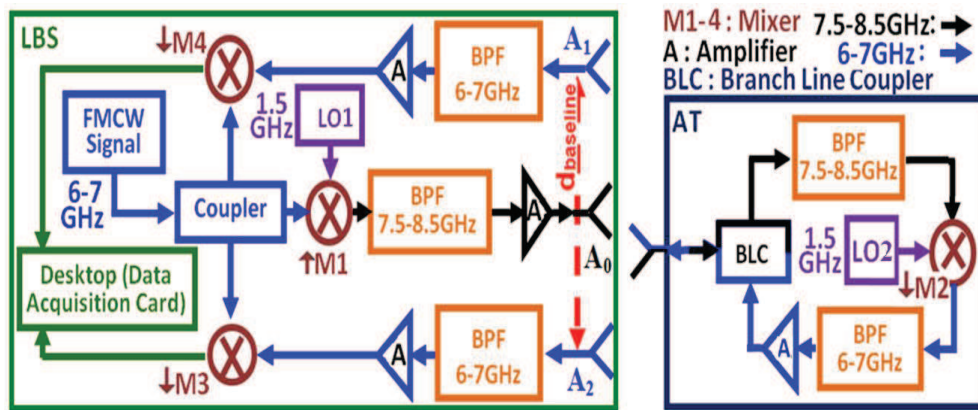 LBS
↓M4
A
BPF
6-7GHz
A1
FMCW
Signal
1.5
GHz
LO1
dbaseline
6-7
GHz
Coupler
↑M1
BPF
7.5-8.5GHz
A
A0
Desktop (Data
Acquisition Card)
↓M3
A
BPF
6-7GHz
A2
M1-4 : Mixer 7.5-8.5GHz:
A : Amplifier 6-7GHz:
BLC : Branch Line Coupler
AT
BPF
7.5-8.5GHz
BLC
1.5
GHz
LO2
↓M2
A
BPF
6-7GHz